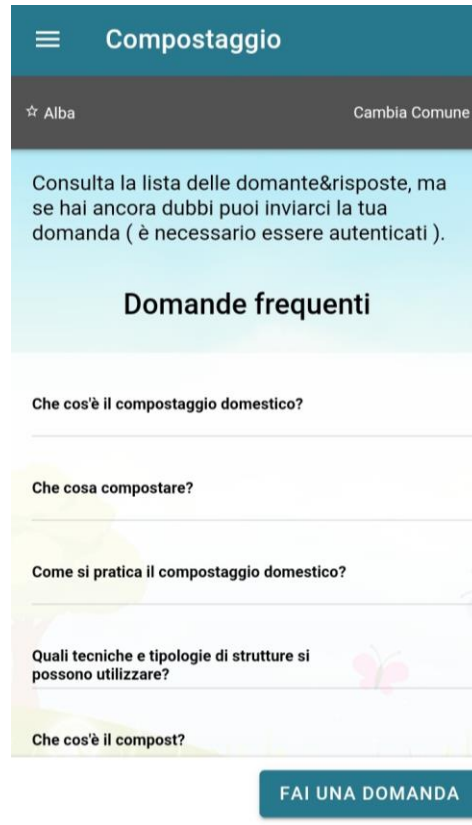 Compostaggio
☆ Alba Cambia Comune
Consulta la lista delle domante&risposte, ma
se hai ancora dubbi puoi inviarci la tua
domanda ( è necessario essere autenticati ).
Domande frequenti
Che cos'è il compostaggio domestico?
Che cosa compostare?
Come si pratica il compostaggio domestico?
Quali tecniche e tipologie di strutture si
possono utilizzare?
Che cos'è il compost?
FAI UNA DOMANDA